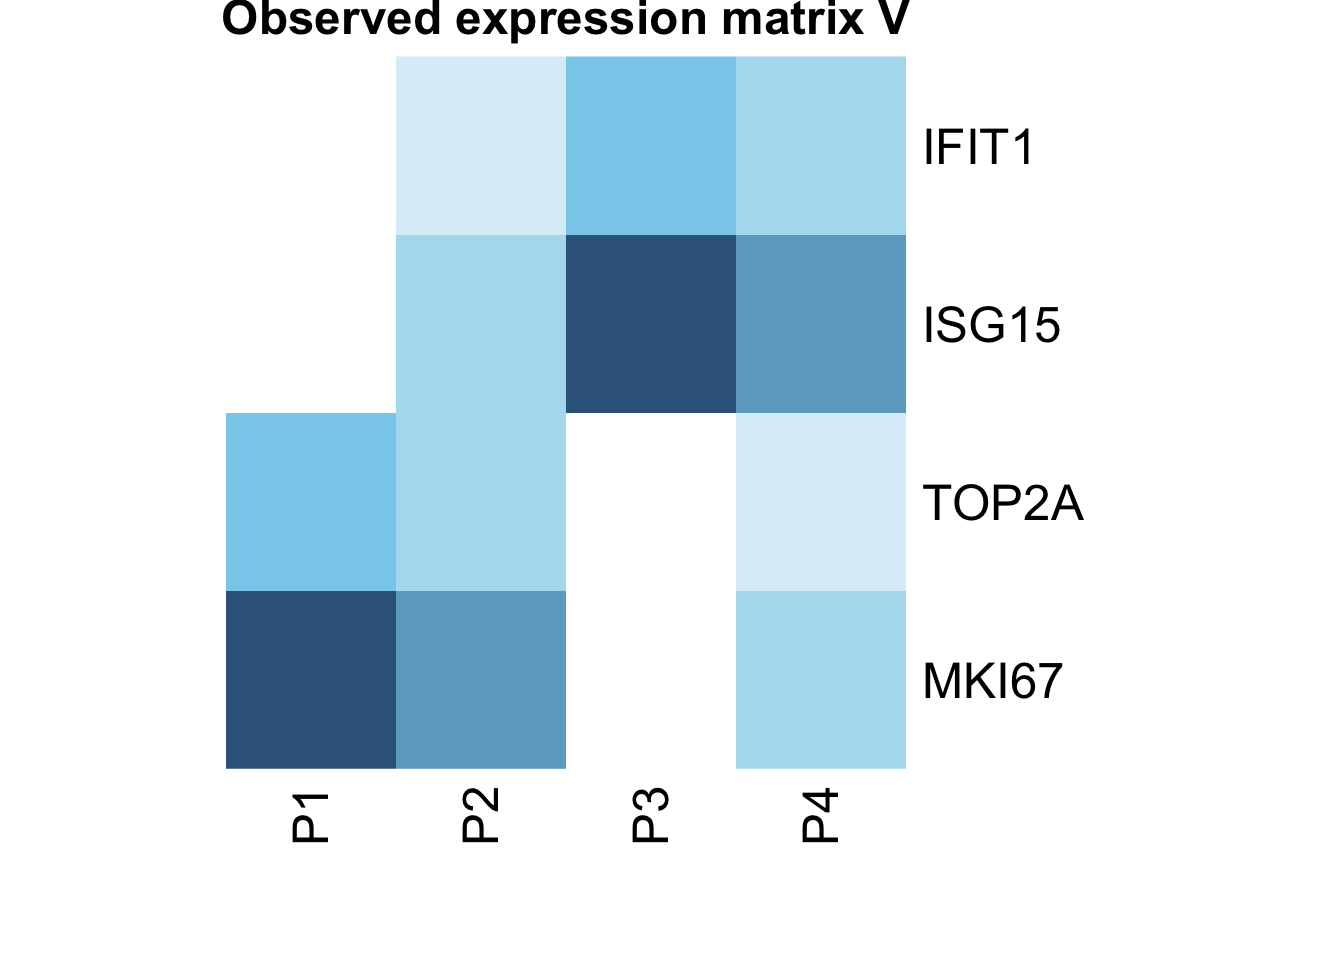 Observed expression matrix V
IFIT1
ISG15
TOP2A
MKI67
P1
P2
P3
P4